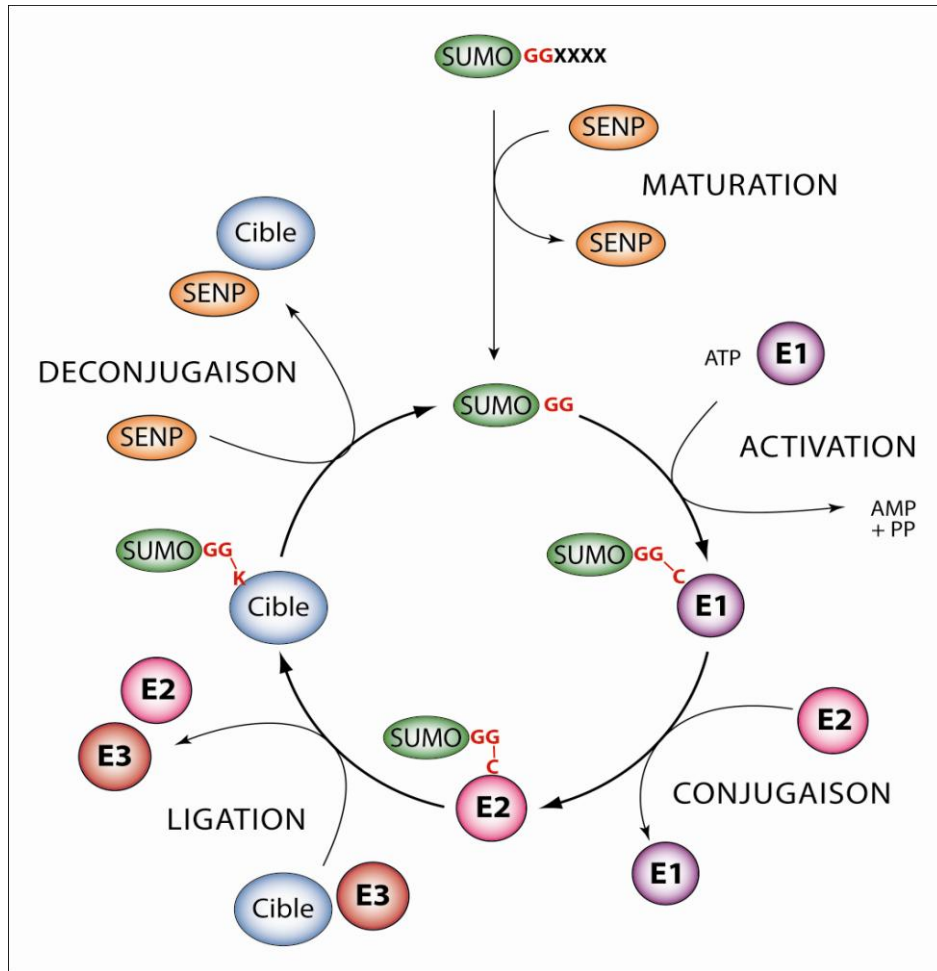 SUMO GGXXXX
SENP
MATURATION
SENP
Cible
SENP
DECONJUGAISON
SENP
ATP E1
SUMO GG
ACTIVATION
AMP
+ PP
SUMO GG
K
Cible
SUMO GG
C
E1
E2
E3
SUMO GG
C
E2
E2
CONJUGAISON
LIGATION
E1
Cible E3